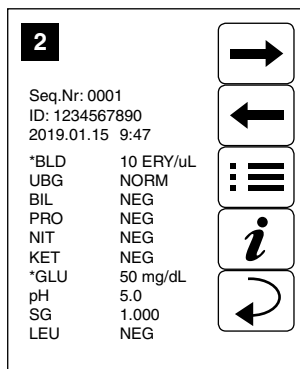 2
Seq.Nr: 0001
ID: 1234567890
2019.01.15 9:47
*BLD 10 ERY/uL
UBG NORM
BIL NEG
PRO NEG
NIT NEG
KET NEG
*GLU 50 mg/dL
pH 5.0
SG 1.000
LEU NEG
i